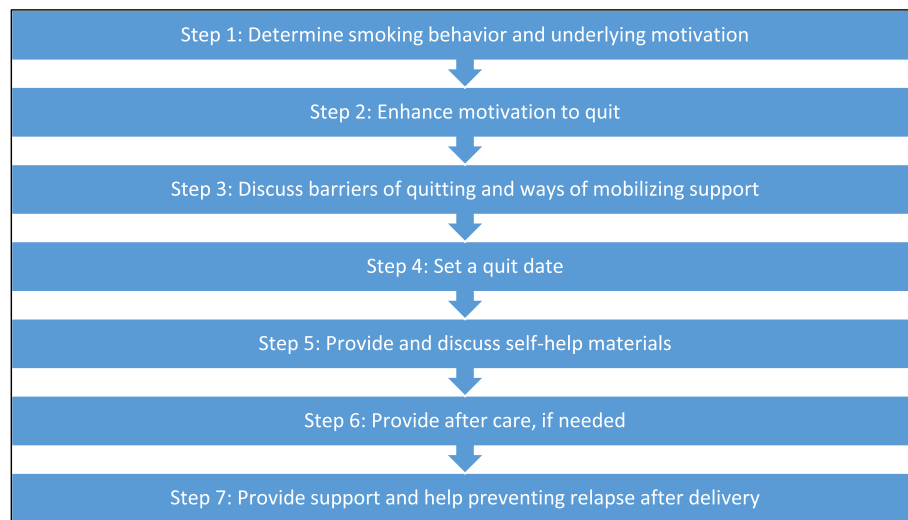 Step 1: Determine smoking behavior and underlying motivation
Step 2: Enhance motivation to quit
Step 3: Discuss barriers of quitting and ways of mobilizing support
Step 4: Set a quit date
Step 5: Provide and discuss self-help materials
Step 6: Provide after care, if needed
Step 7: Provide support and help preventing relapse after delivery